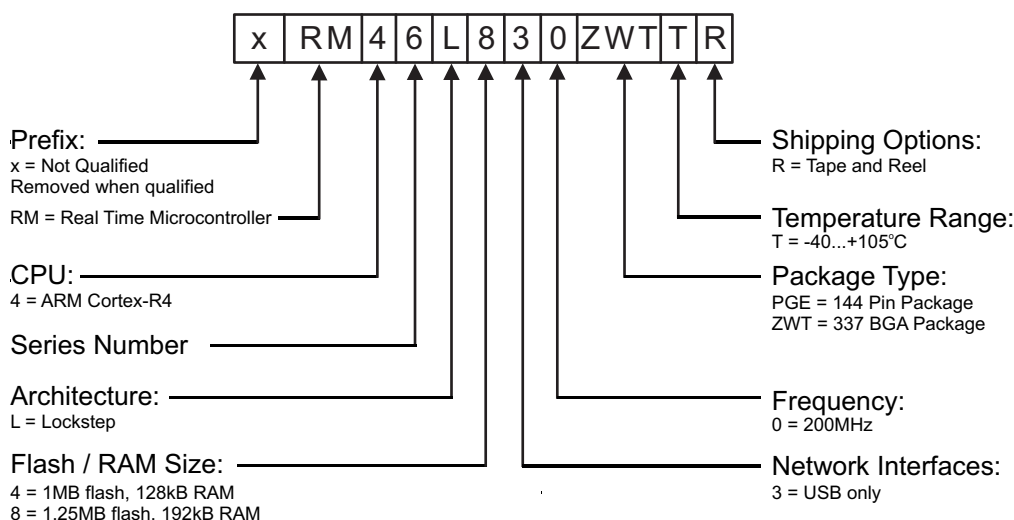 x RM 4 6 L 8 3 0 ZWT T R
Prefix:
x = Not Qualified
Removed when qualified
RM = Real Time Microcontroller
CPU:
4 = ARM Cortex-R4
Series Number
Architecture:
L = Lockstep
Flash / RAM Size:
4 = 1MB flash, 128kB RAM
8 = 1.25MB flash, 192kB RAM
Shipping Options:
R = Tape and Reel
Temperature Range:
T = -40...+105°C
Package Type:
PGE = 144 Pin Package
ZWT = 337 BGA Package
Frequency:
0 = 200MHz
Network Interfaces:
3 = USB only